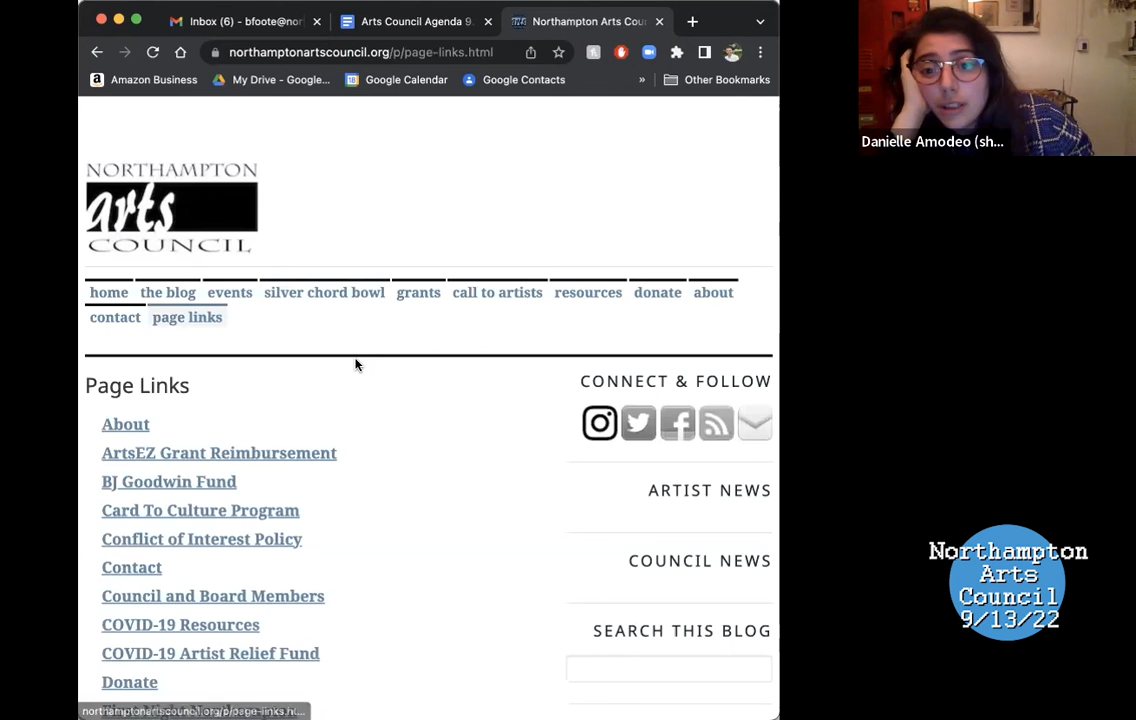 Inbox (6) - bfoote@nor
Arts Council Agenda 9
Northampton Arts Cou
northamptonartscouncil.org/p/page-links.html
Amazon Business
My Drive - Google...
Google Calendar
Google Contacts
»
Other Bookmarks
NORTHAMPTON
arts
COUNCIL
home
the blog
events
silver chord bowl
grants
call to artists
resources
donate
about
contact
page links
Page Links
About
ArtsEZ Grant Reimbursement
BJ Goodwin Fund
Card To Culture Program
Conflict of Interest Policy
Contact
Council and Board Members
COVID-19 Resources
COVID-19 Artist Relief Fund
Donate
northamptonartscouncil.org/p/page-links.ht...
CONNECT & FOLLOW
ARTIST NEWS
COUNCIL NEWS
SEARCH THIS BLOG
Danielle Amodeo (sh...
Northampton
Arts
Council
9/13/22